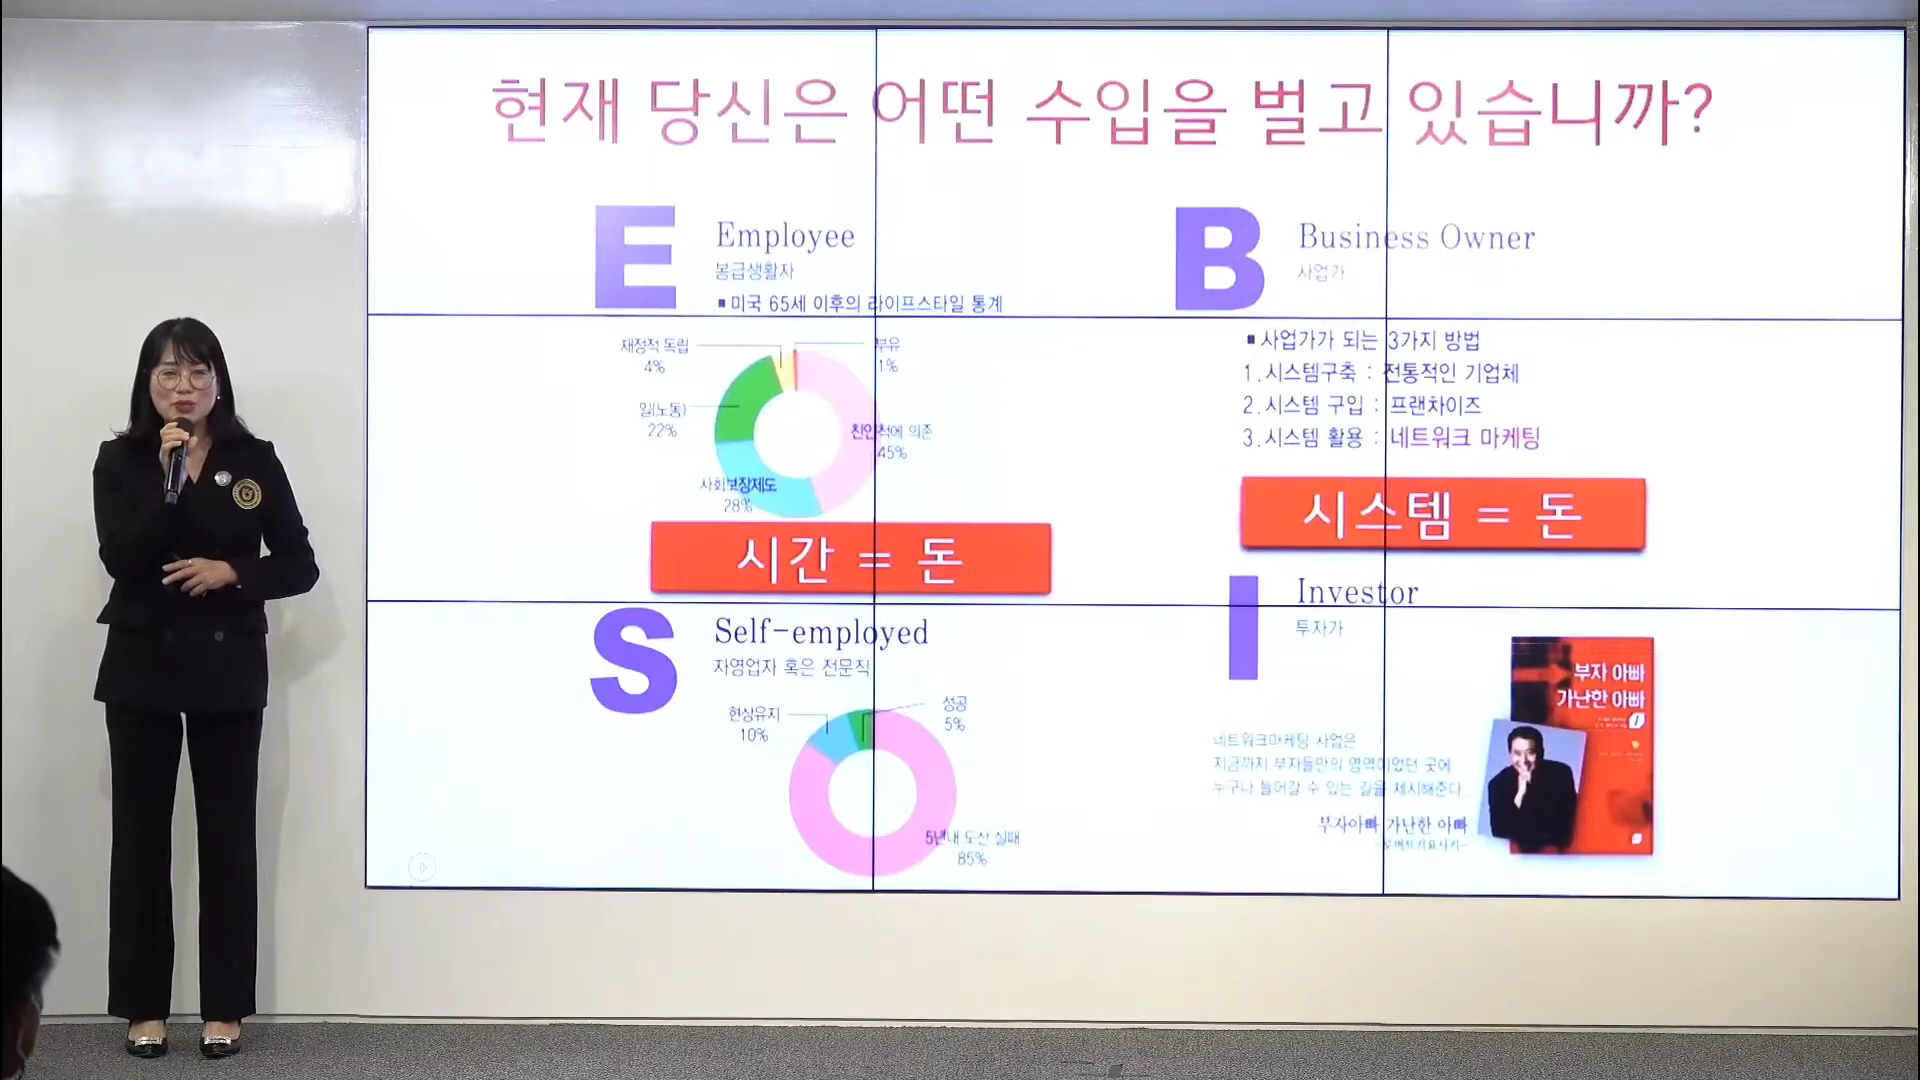 현재 당신은 어떤 수입을 벌고 있습니까?
E
Employee
봉급생활자
■ 미국 65세 이후의 라이프스타일 통계
재정적 독립
4%
부유
1%
일(노동)
22%
친인척에 의존
45%
사회보장제도
28%
시간 = 돈
S
Self-employed
자영업자 혹은 전문직
현상유지
10%
성공
5%
5년내 도산 실패
85%
B
Business Owner
사업가
■ 사업가가 되는 3가지 방법
1.시스템구축 : 전통적인 기업체
2.시스템 구입 : 프랜차이즈
3.시스템 활용 : 네트워크 마케팅
시스템 = 돈
I
Investor
투자가
네트워크마케팅 사업은
지금까지 부자들만의 영역이었던 곳에
누구나 들어갈 수 있는 길을 제시해준다.
부자아빠 가난한 아빠
-로버트기요사키-
부자 아빠
가난한 아빠
1